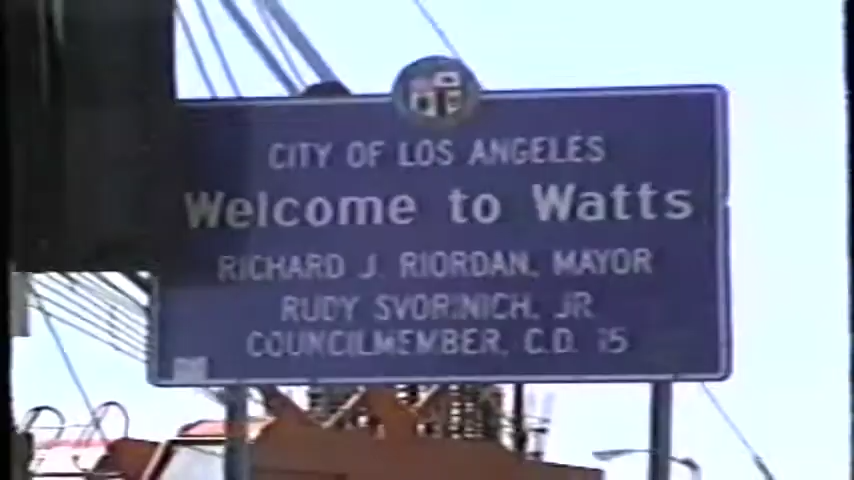 CITY OF LOS ANGELES
Welcome to Watts
RICHARD J. RIORDAN, MAYOR
RUDY SVORINICH, JR
COUNCILMEMBER, C.D. 15